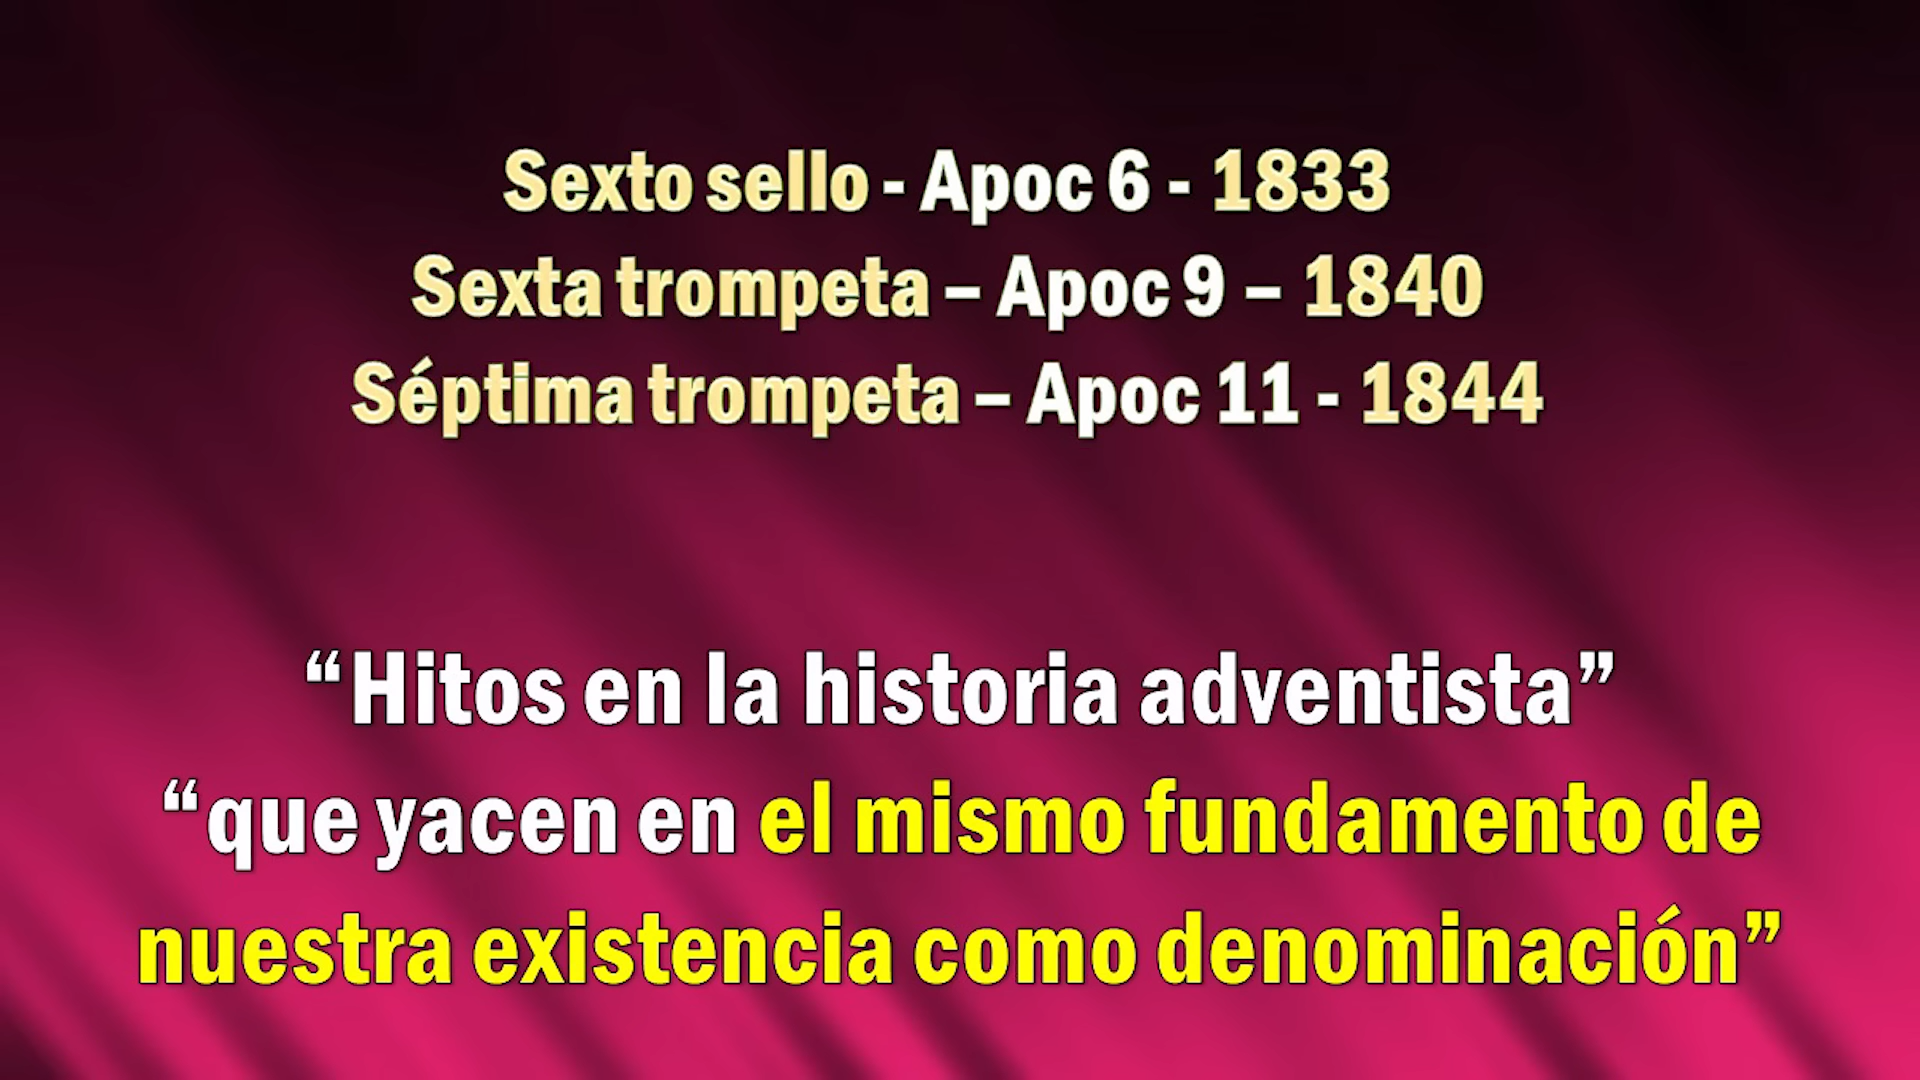 Sexto sello - Apoc 6 - 1833
Sexta trompeta – Apoc 9 – 1840
Séptima trompeta – Apoc 11 - 1844
“Hitos en la historia adventista”
“que yacen en el mismo fundamento de
nuestra existencia como denominación”